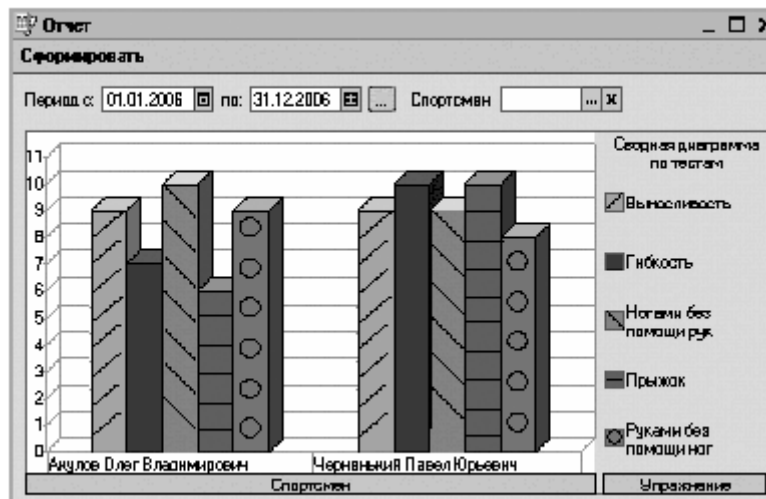 Отчет
Сформировать
Период с: 01.01.2006 по: 31.12.2006 ... Спортсмен ... x
Сводная диаграмма
по тестам
11
10
9
8
7
6
5
4
3
2
1
0
Выносливость
Гибкость
Ногами без
помощи рук
Прыжок
Руками без
помощи ног
Акулов Олег Владимирович Чернянький Павел Юрьевич
Спортсмен Упражнение